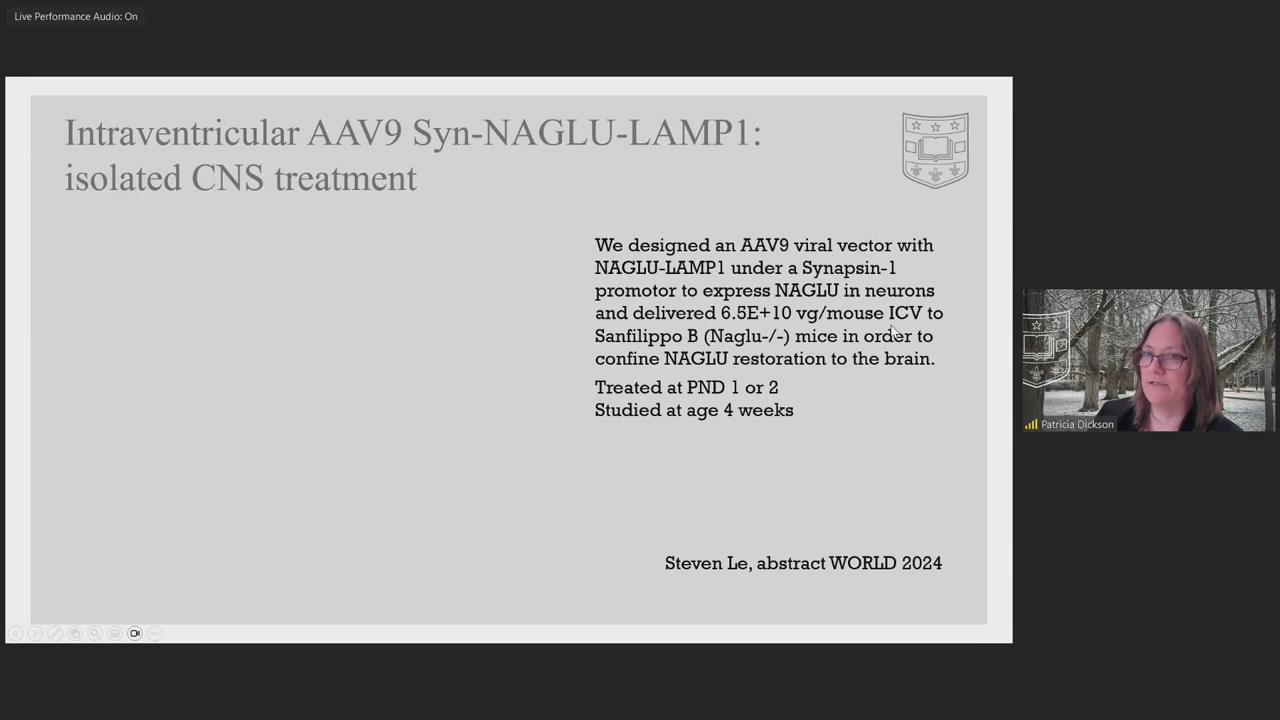 Live Performance Audio: On
Intraventricular AAV9 Syn-NAGLU-LAMP1:
isolated CNS treatment
We designed an AAV9 viral vector with
NAGLU-LAMP1 under a Synapsin-1
promotor to express NAGLU in neurons
and delivered 6.5E+10 vg/mouse ICV to
Sanfilippo B (Naglu-/-) mice in order to
confine NAGLU restoration to the brain.
Treated at PND 1 or 2
Studied at age 4 weeks
Steven Le, abstract WORLD 2024
Patricia Dickson